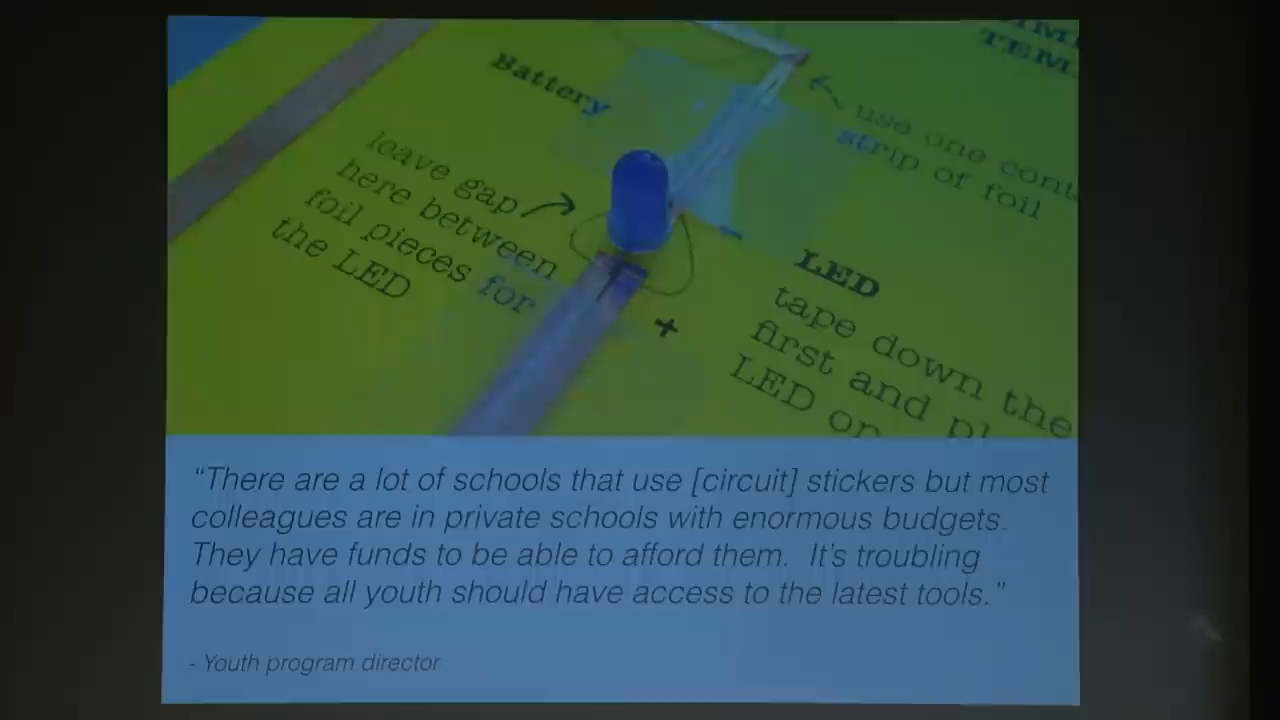 TEM
Battery
use one
strip of foil
leave gap
here between
foil pieces for
the LED
LED
tape down the
first and
LED
+
“There are a lot of schools that use [circuit] stickers but most
colleagues are in private schools with enormous budgets.
They have funds to be able to afford them. It’s troubling
because all youth should have access to the latest tools.”
- Youth program director